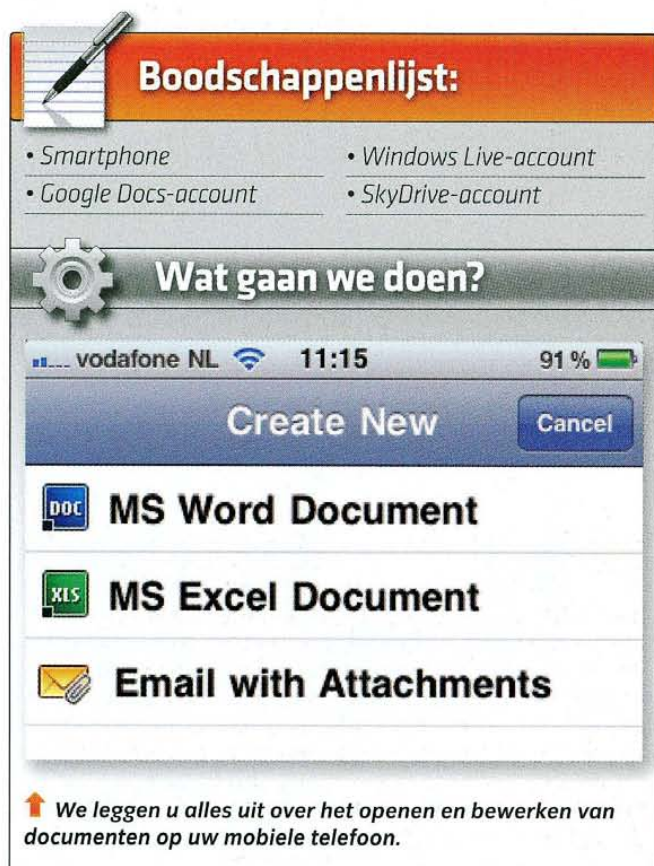 Boodschappenlijst:
• Smartphone
• Google Docs-account
• Windows Live-account
• SkyDrive-account
Wat gaan we doen?
vodafone NL 11:15 91 %
Create New Cancel
DOC MS Word Document
XLS MS Excel Document
Email with Attachments
We leggen u alles uit over het openen en bewerken van
documenten op uw mobiele telefoon.